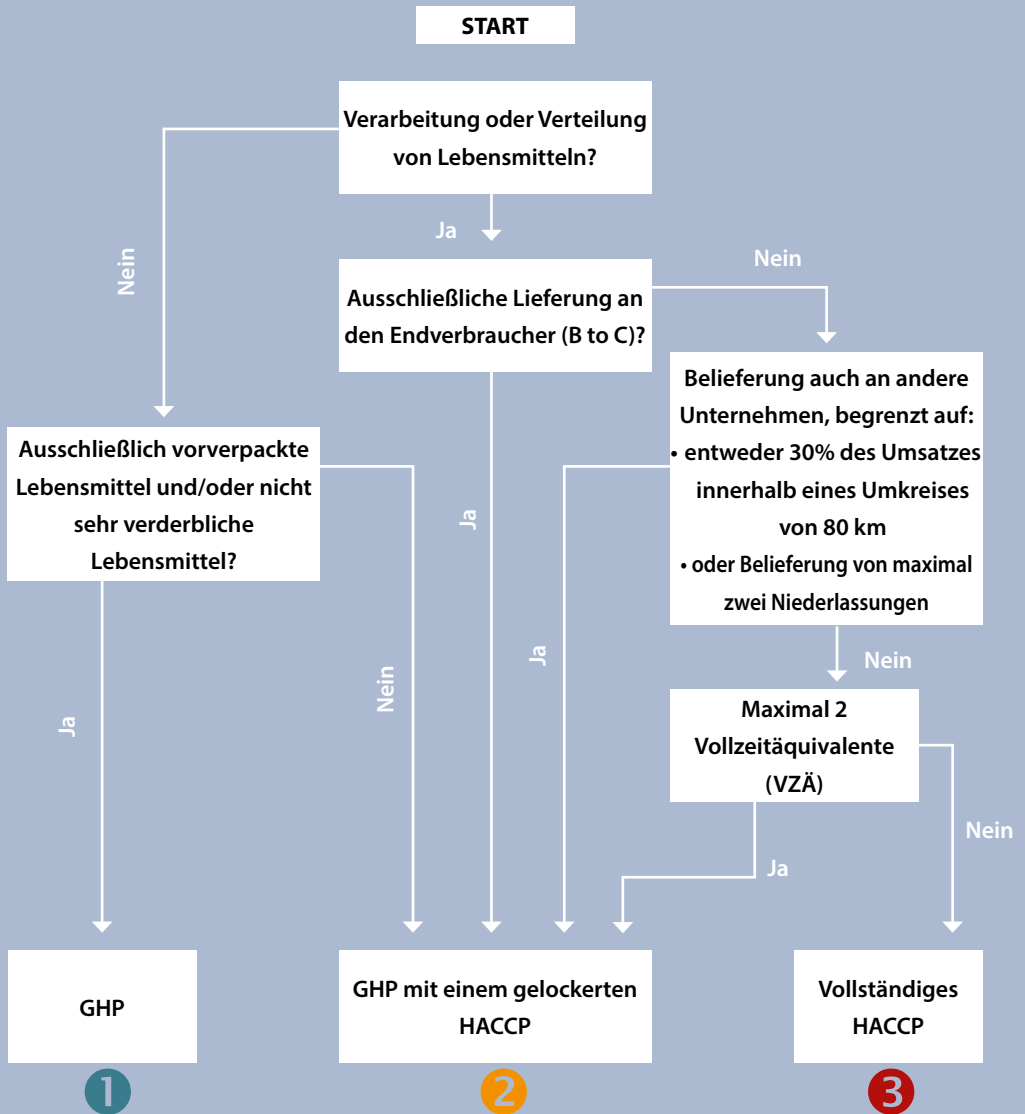 START
Verarbeitung oder Verteilung
von Lebensmitteln?
Nein
Ja
Ausschließliche Lieferung an
den Endverbraucher (B to C)?
Nein
Belieferung auch an andere
Unternehmen, begrenzt auf:
• entweder 30% des Umsatzes
innerhalb eines Umkreises
von 80 km
• oder Belieferung von maximal
zwei Niederlassungen
Ausschließlich vorverpackte
Lebensmittel und/oder nicht
sehr verderbliche
Lebensmittel?
Ja
Nein
Ja
Ja
Nein
Maximal 2
Vollzeitäquivalente
(VZÄ)
Ja
Nein
GHP
GHP mit einem gelockerten
HACCP
Vollständiges
HACCP
1
2
3